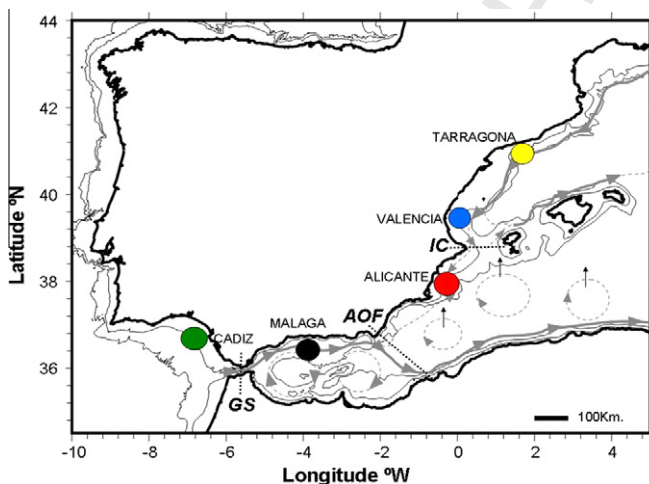 44
42
40
38
36
Latitude ºN
TARRAGONA
VALENCIA
IC
ALICANTE
AOF
MALAGA
CADIZ
GS
100Km.
-10 -8 -6 -4 -2 0 2 4
Longitude ºW